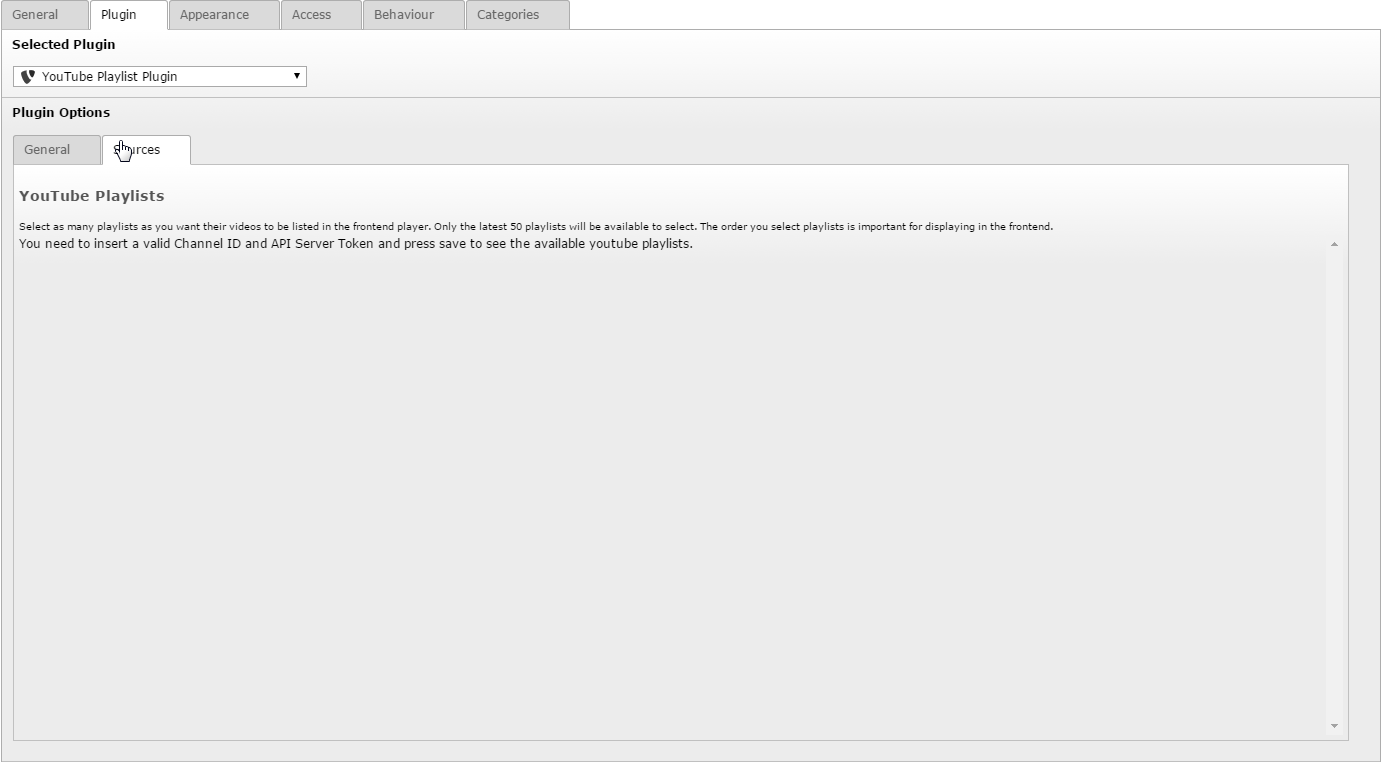 General Plugin Appearance Access Behaviour Categories
Selected Plugin
YouTube Playlist Plugin
Plugin Options
General Sources
YouTube Playlists
Select as many playlists as you want their videos to be listed in the frontend player. Only the latest 50 playlists will be available to select. The order you select playlists is important for displaying in the frontend.
You need to insert a valid Channel ID and API Server Token and press save to see the available youtube playlists.